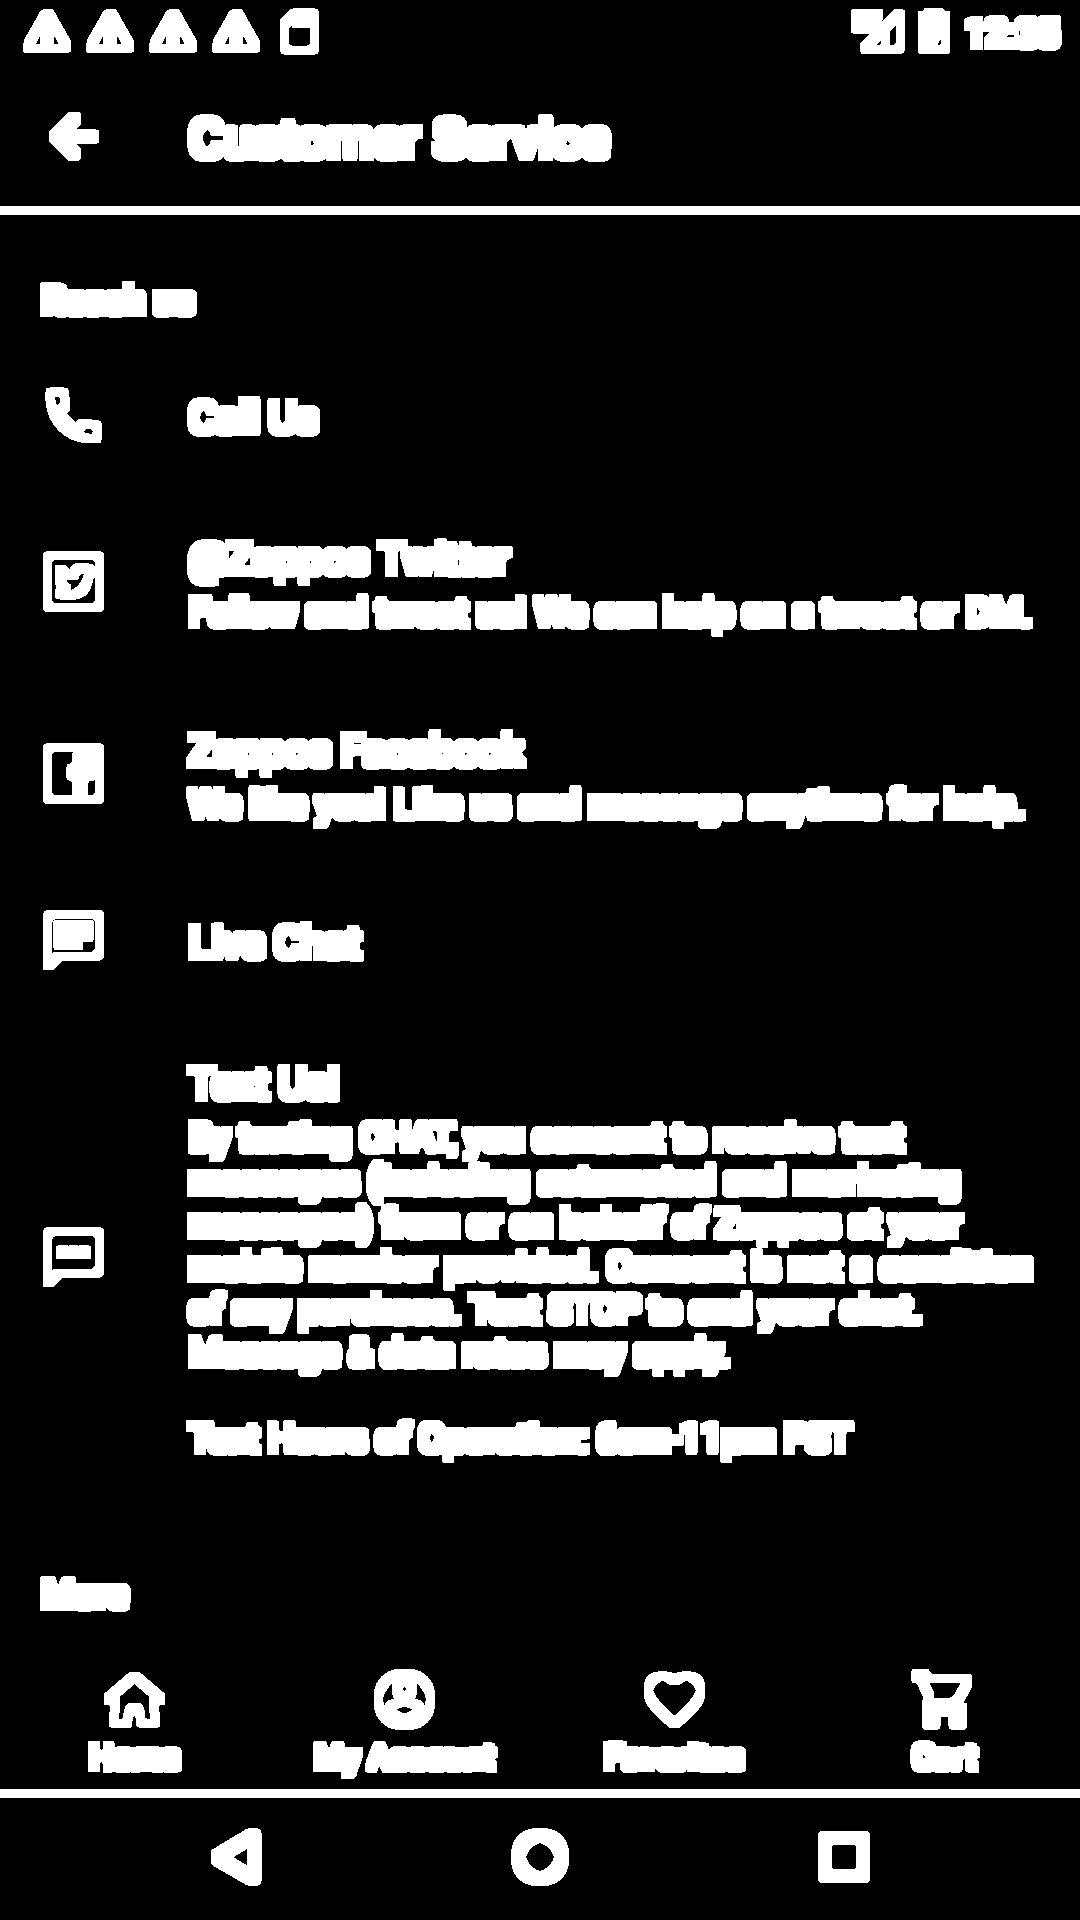 12:35
Customer Service
Reach us
Call Us
@Zappos Twitter
Follow and tweet us! We can help on a tweet or DM.
Zappos Facebook
We like you! Like us and message anytime for help.
Live Chat
Text Us!
By texting CHAT, you consent to receive text
messages (including automated and marketing
messages) from or on behalf of Zappos at your
mobile number provided. Consent is not a condition
of any purchase. Text STOP to end your chat.
Message & data rates may apply.
Text Hours of Operation: 6am-11pm PST
More
Home
My Account
Favorites
Cart